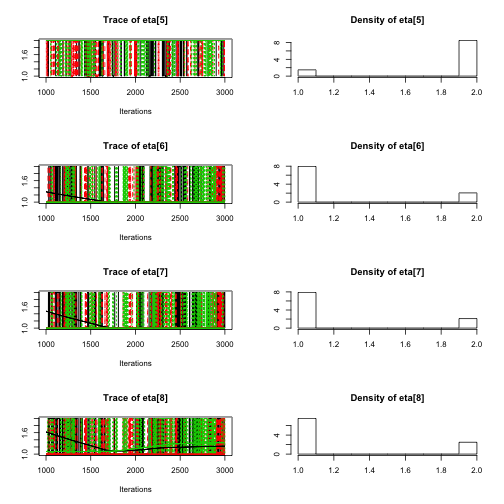 Trace of eta[5]
Density of eta[5]
1.0 1.6
0 4 8
1000 1500 2000 2500 3000
1.0 1.2 1.4 1.6 1.8 2.0
Iterations
Trace of eta[6]
Density of eta[6]
1.0 1.6
0 4 8
1000 1500 2000 2500 3000
1.0 1.2 1.4 1.6 1.8 2.0
Iterations
Trace of eta[7]
Density of eta[7]
1.0 1.6
0 4 8
1000 1500 2000 2500 3000
1.0 1.2 1.4 1.6 1.8 2.0
Iterations
Trace of eta[8]
Density of eta[8]
1.0 1.6
0 4
1000 1500 2000 2500 3000
1.0 1.2 1.4 1.6 1.8 2.0
Iterations